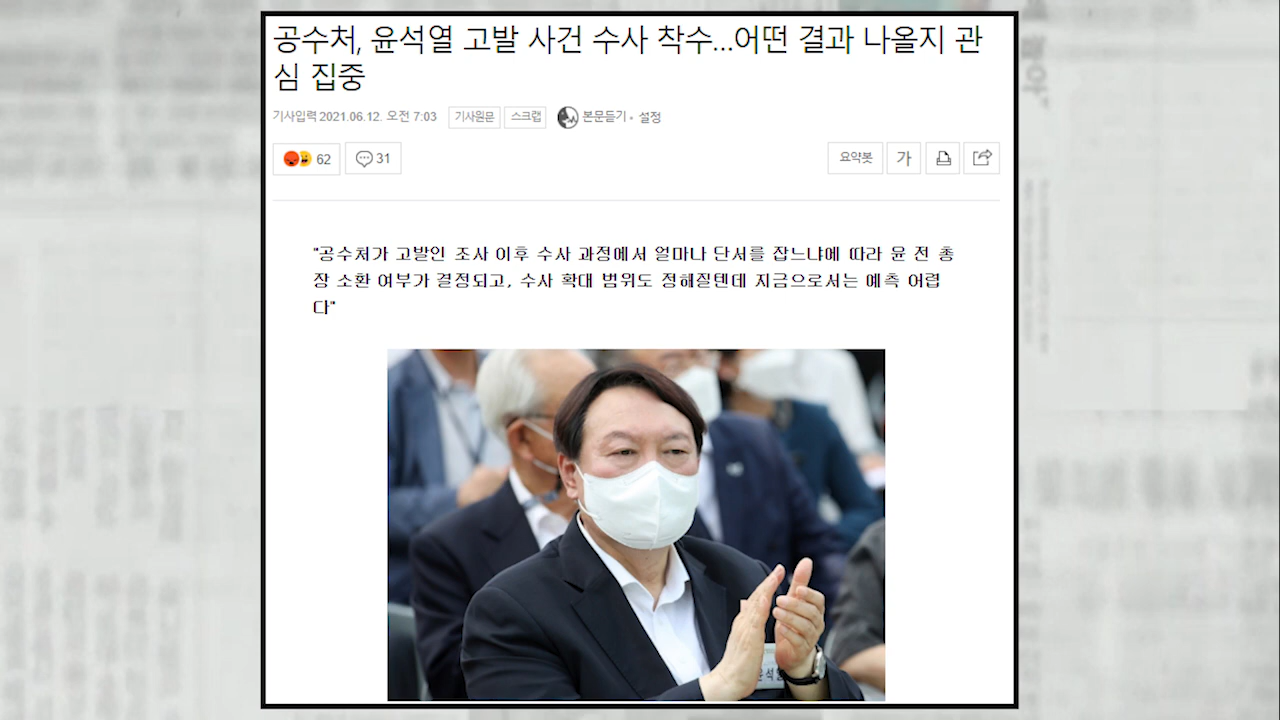 공수처, 윤석열 고발 사건 수사 착수...어떤 결과 나올지 관
심 집중
기사입력 2021.06.12. 오전 7:03 기사원문 스크랩 본문듣기 · 설정
62 31 요약봇 가
"공수처가 고발인 조사 이후 수사 과정에서 얼마나 단서를 잡느냐에 따라 윤 전 총
장 소환 여부가 결정되고, 수사 확대 범위도 정해질텐데 지금으로서는 예측 어렵
다"